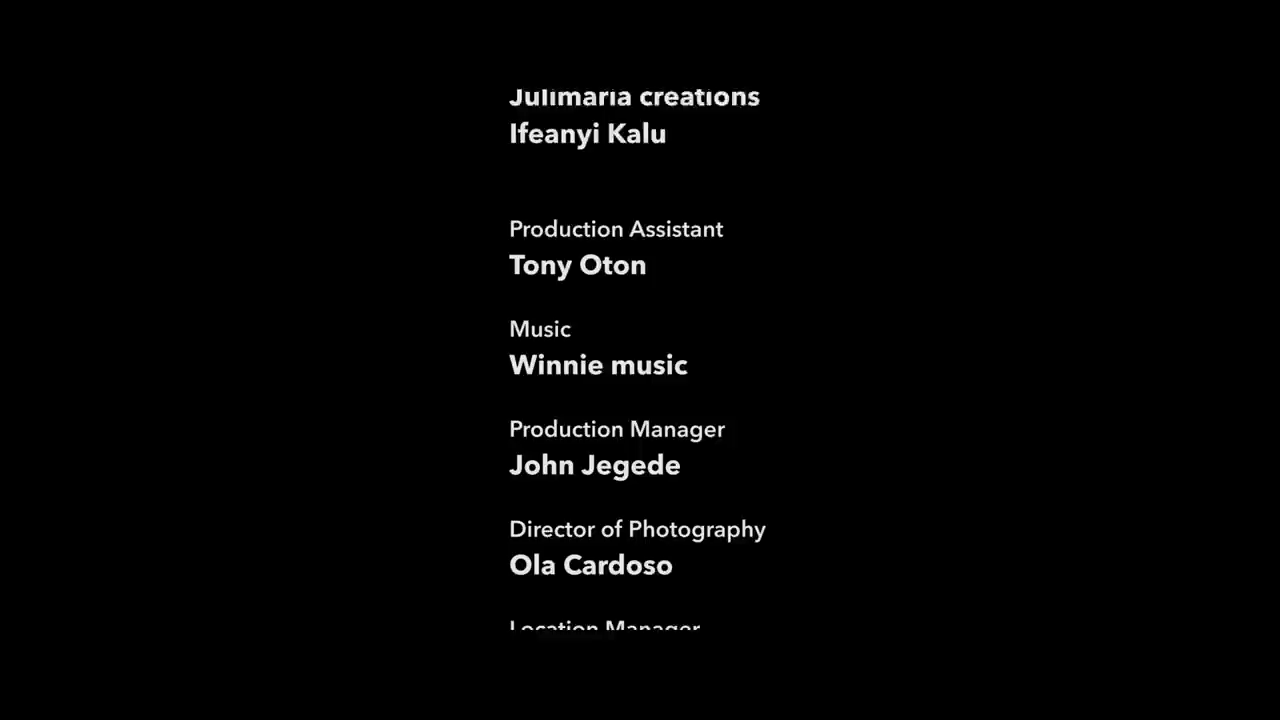 Julimaria creations
Ifeanyi Kalu
Production Assistant
Tony Oton
Music
Winnie music
Production Manager
John Jegede
Director of Photography
Ola Cardoso
Location Manager